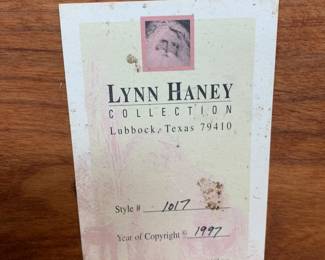 LYNN HANEY
COLLECTION
Lubbock, Texas 79410
Style # 1017
Year of Copyright © 1997